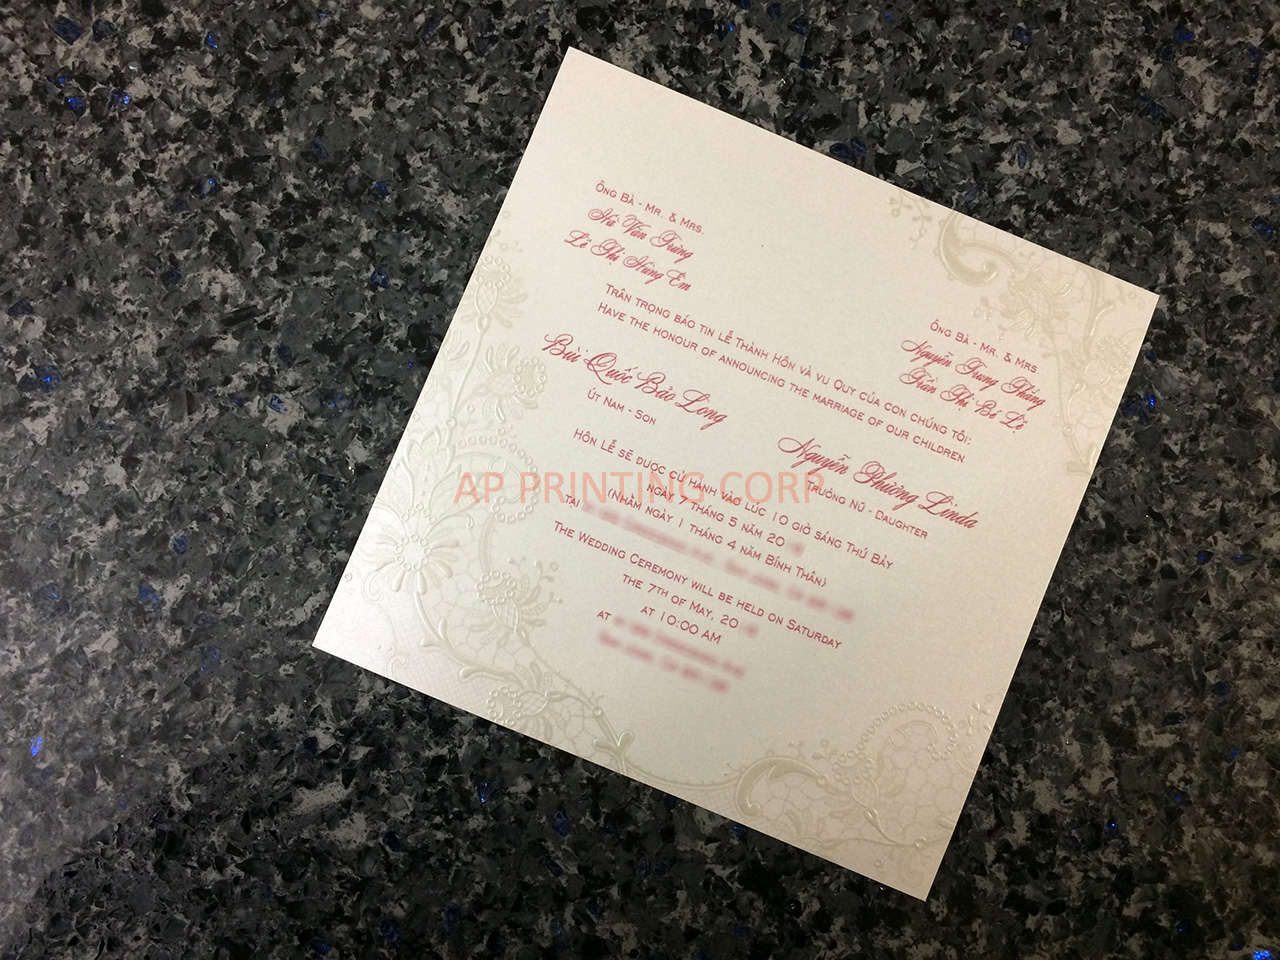 Ông Bà - Mr. & Mrs.
Hà Văn Trưng
Lê Thị Hùng Em
Ông Bà - Mr. & Mrs.
Nguyễn Trung Thắng
Trần Thị Bé Lệ
Trân trọng báo tin Lễ Thành Hôn và Vu Quy của con chúng tôi:
Have the honour of announcing the marriage of our children
Bùi Quốc Bảo Long
Út Nam - Son
Nguyễn Phương Linda
Trưởng Nữ - Daughter
Hôn lễ sẽ được cử hành vào lúc 10 giờ sáng Thứ Bảy
ngày 7 tháng 5 năm 20
(Nhằm ngày 1 tháng 4 năm Bính Thân)
Tại
The Wedding Ceremony will be held on Saturday
the 7th of May, 20
at 10:00 AM
at
AP PRINTING CORP